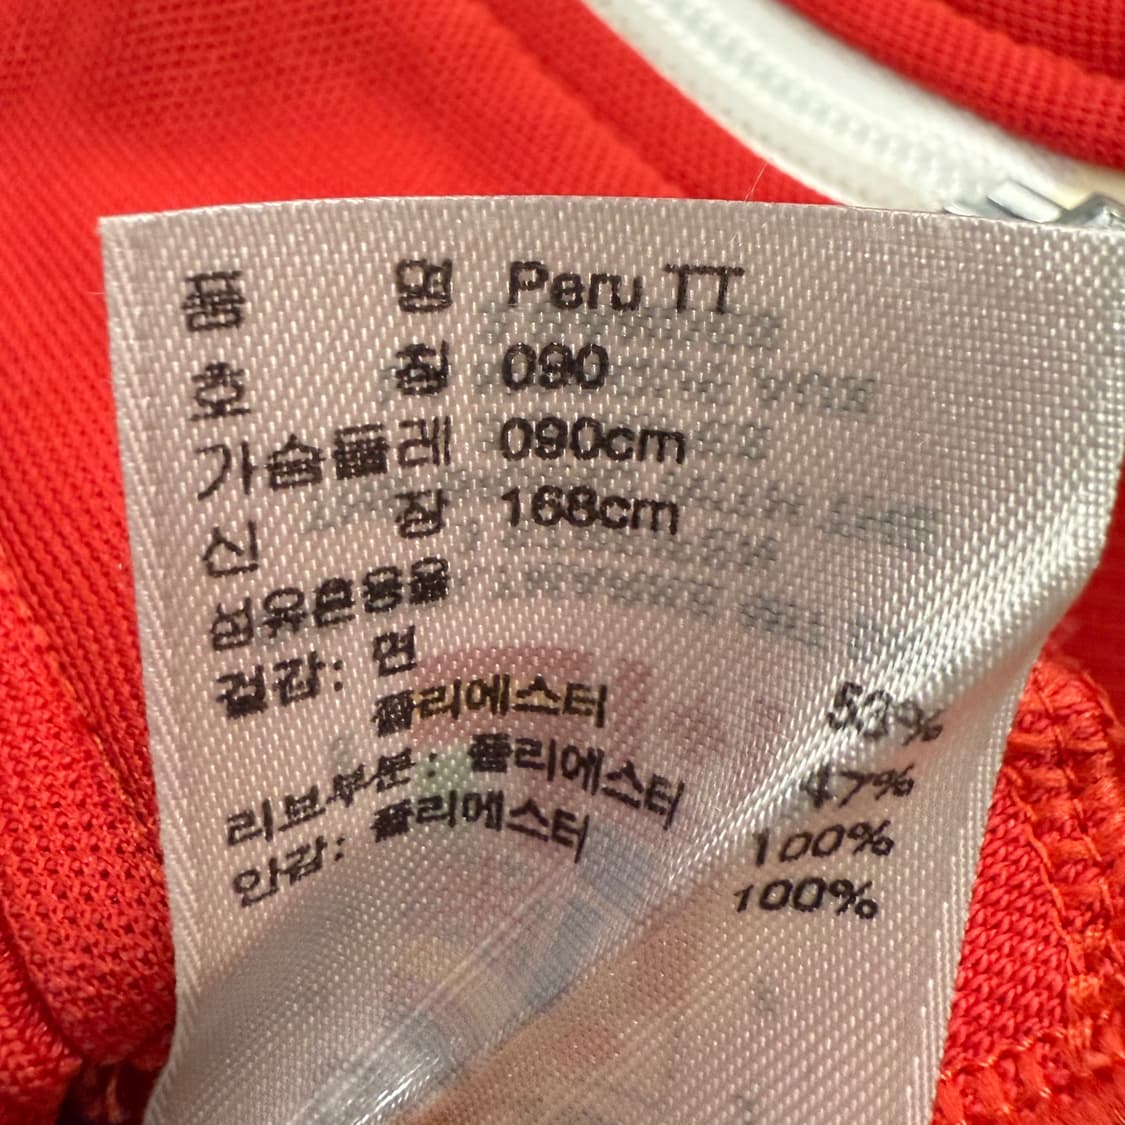 품 명 Peru TT
호 칭 090
가슴둘레 090cm
신 장 168cm
섬유혼용율
겉감: 면 53%
폴리에스터 47%
리브부분: 폴리에스터 100%
안감: 폴리에스터 100%